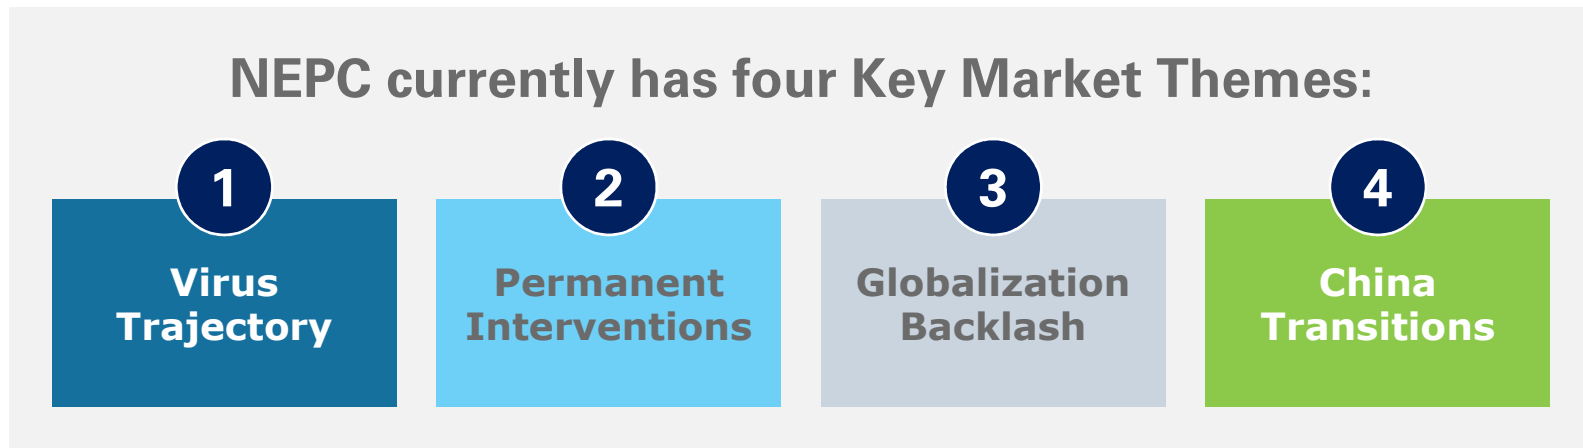 NEPC currently has four Key Market Themes:
1
Virus
Trajectory
2
Permanent
Interventions
3
Globalization
Backlash
4
China
Transitions